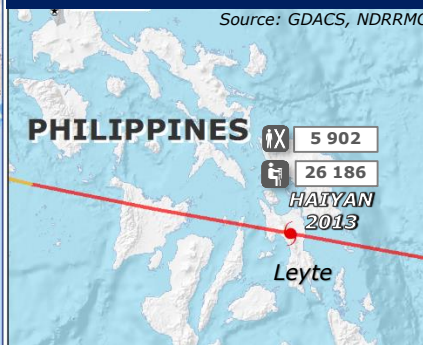 Source: GDACS, NDRRMC
PHILIPPINES
5 902
26 186
HAIYAN
2013
Leyte